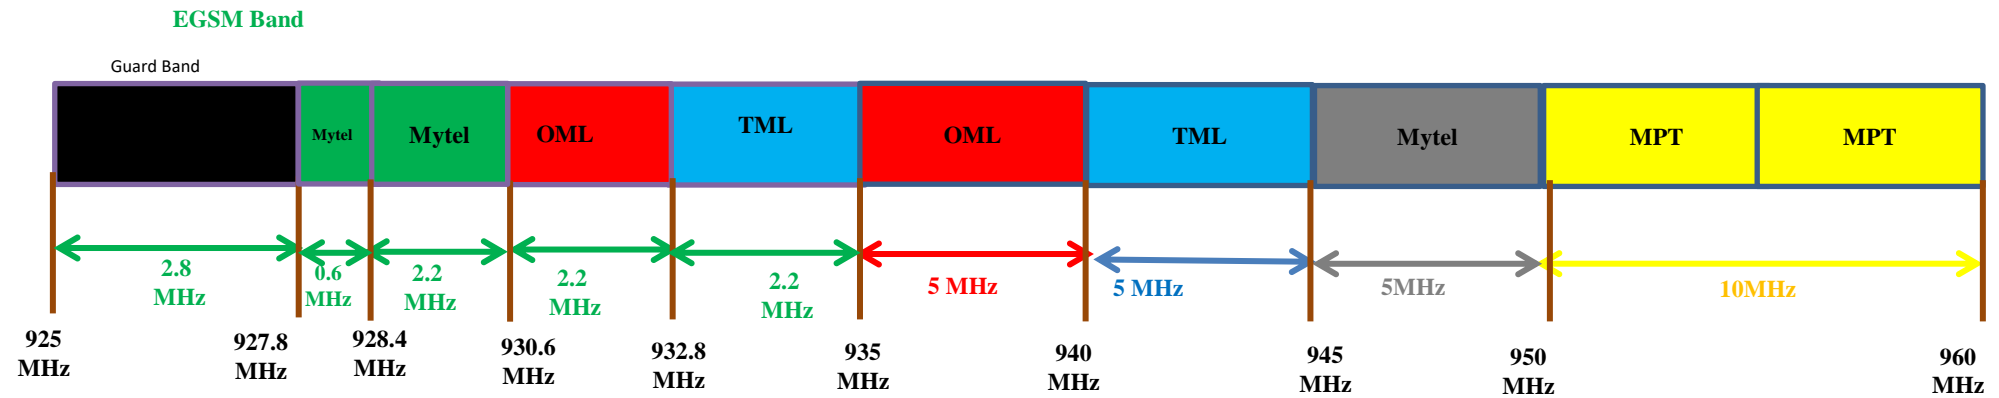 EGSM Band
Guard Band
Mytel
Mytel
OML
TML
OML
TML
Mytel
MPT
MPT
2.8
MHz
0.6
MHz
2.2
MHz
2.2
MHz
2.2
MHz
5 MHz
5 MHz
5MHz
10MHz
925
MHz
927.8
MHz
928.4
MHz
930.6
MHz
932.8
MHz
935
MHz
940
MHz
945
MHz
950
MHz
960
MHz